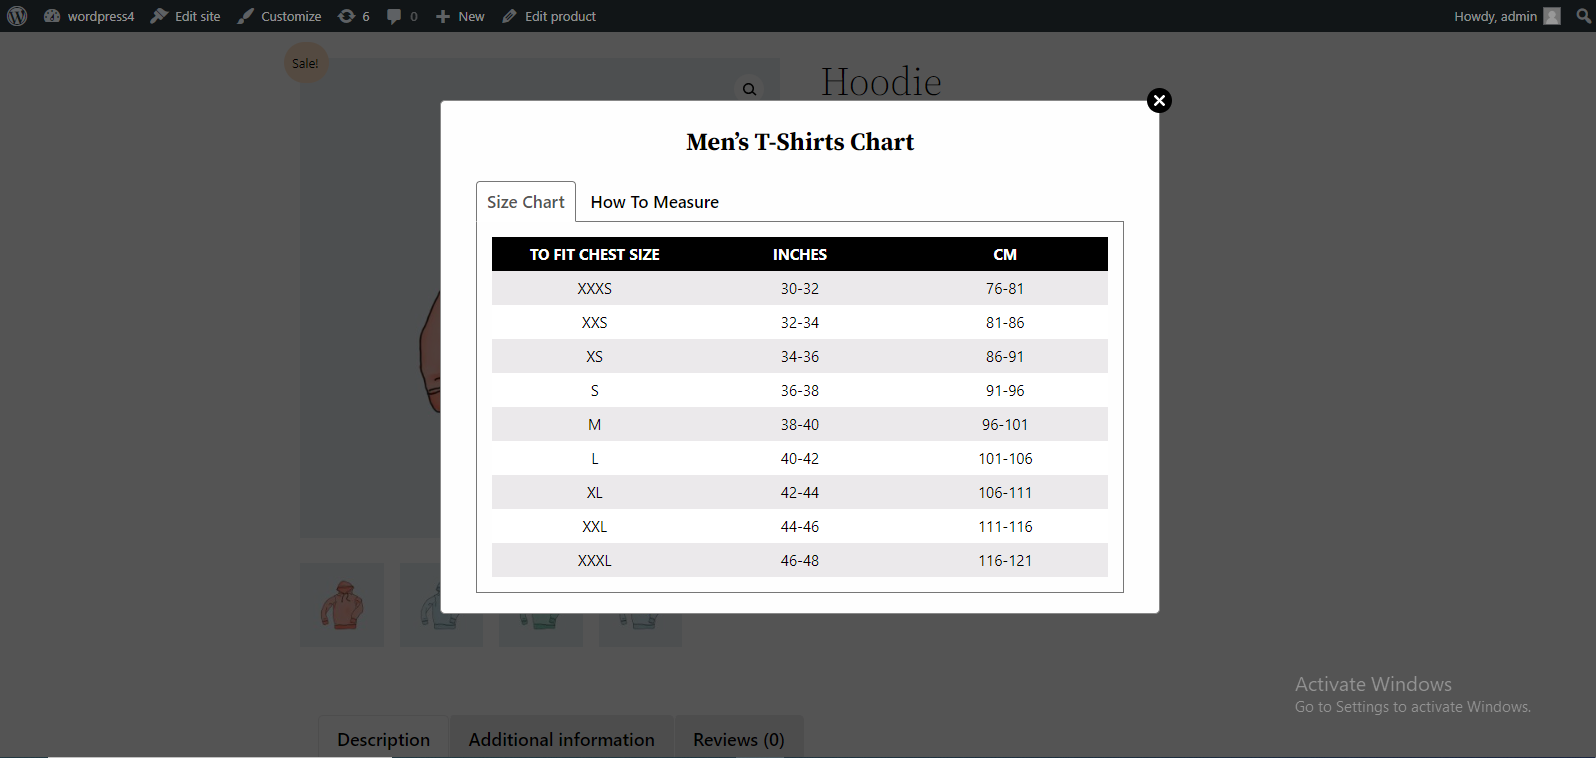 wordpress4 Edit site Customize 6 0 New Edit product Howdy, admin
Sale!
Hoodie
Men’s T-Shirts Chart
Size Chart How To Measure
TO FIT CHEST SIZE INCHES CM
XXXS 30-32 76-81
XXS 32-34 81-86
XS 34-36 86-91
S 36-38 91-96
M 38-40 96-101
L 40-42 101-106
XL 42-44 106-111
XXL 44-46 111-116
XXXL 46-48 116-121
Activate Windows
Go to Settings to activate Windows.
Description Additional information Reviews (0)